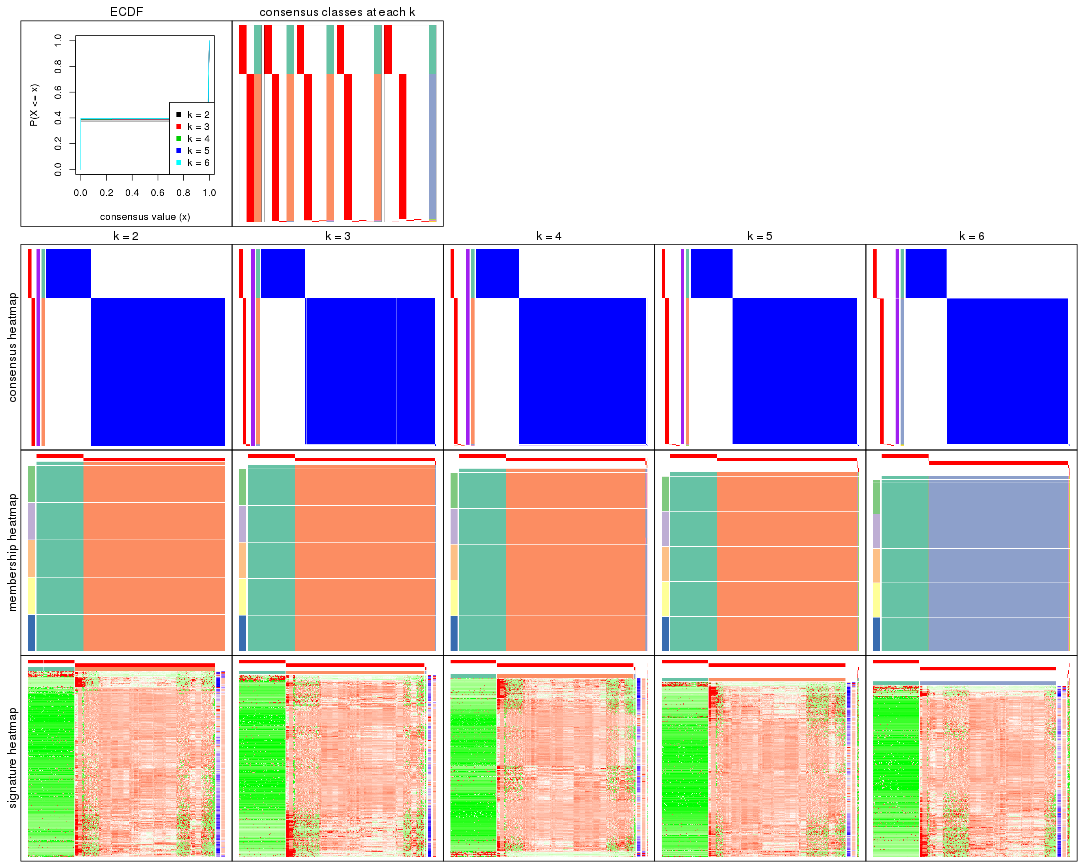 ECDF
consensus classes at each k
P(X <= x)
0.0 0.2 0.4 0.6 0.8 1.0
k = 2
k = 3
k = 4
k = 5
k = 6
0.0 0.2 0.4 0.6 0.8 1.0
consensus value (x)
k = 2
k = 3
k = 4
k = 5
k = 6
consensus heatmap
membership heatmap
signature heatmap